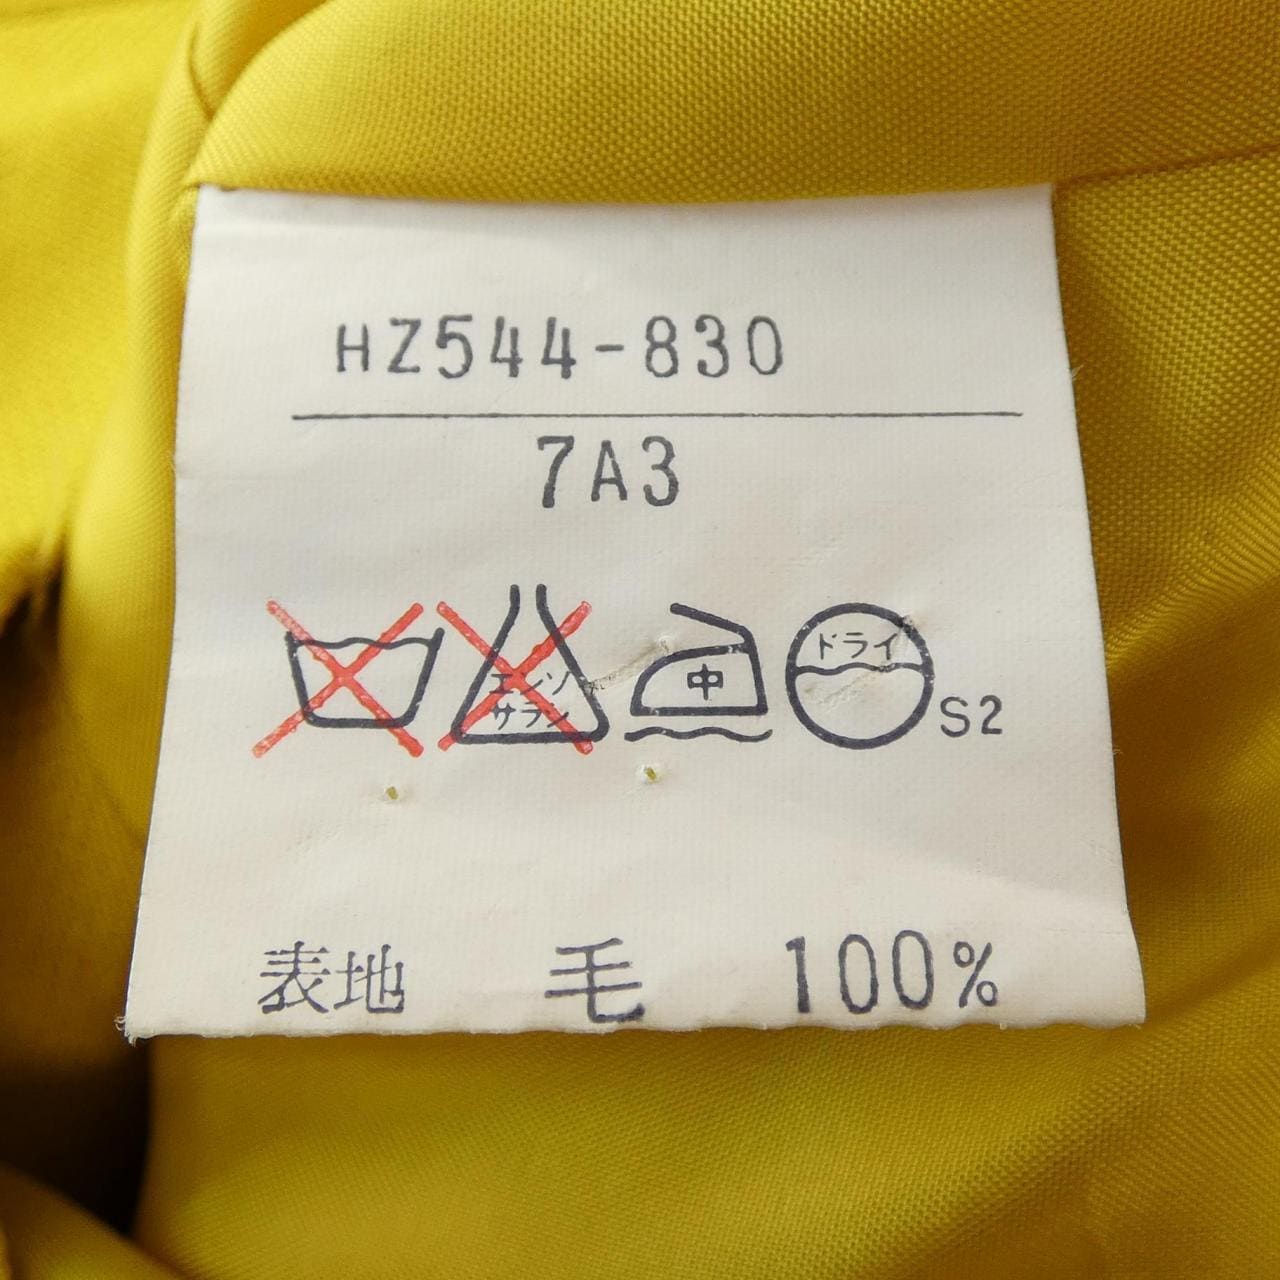 HZ544-830
7A3
エンソ
サラシ
中
ドライ
S2
表地 毛 100%